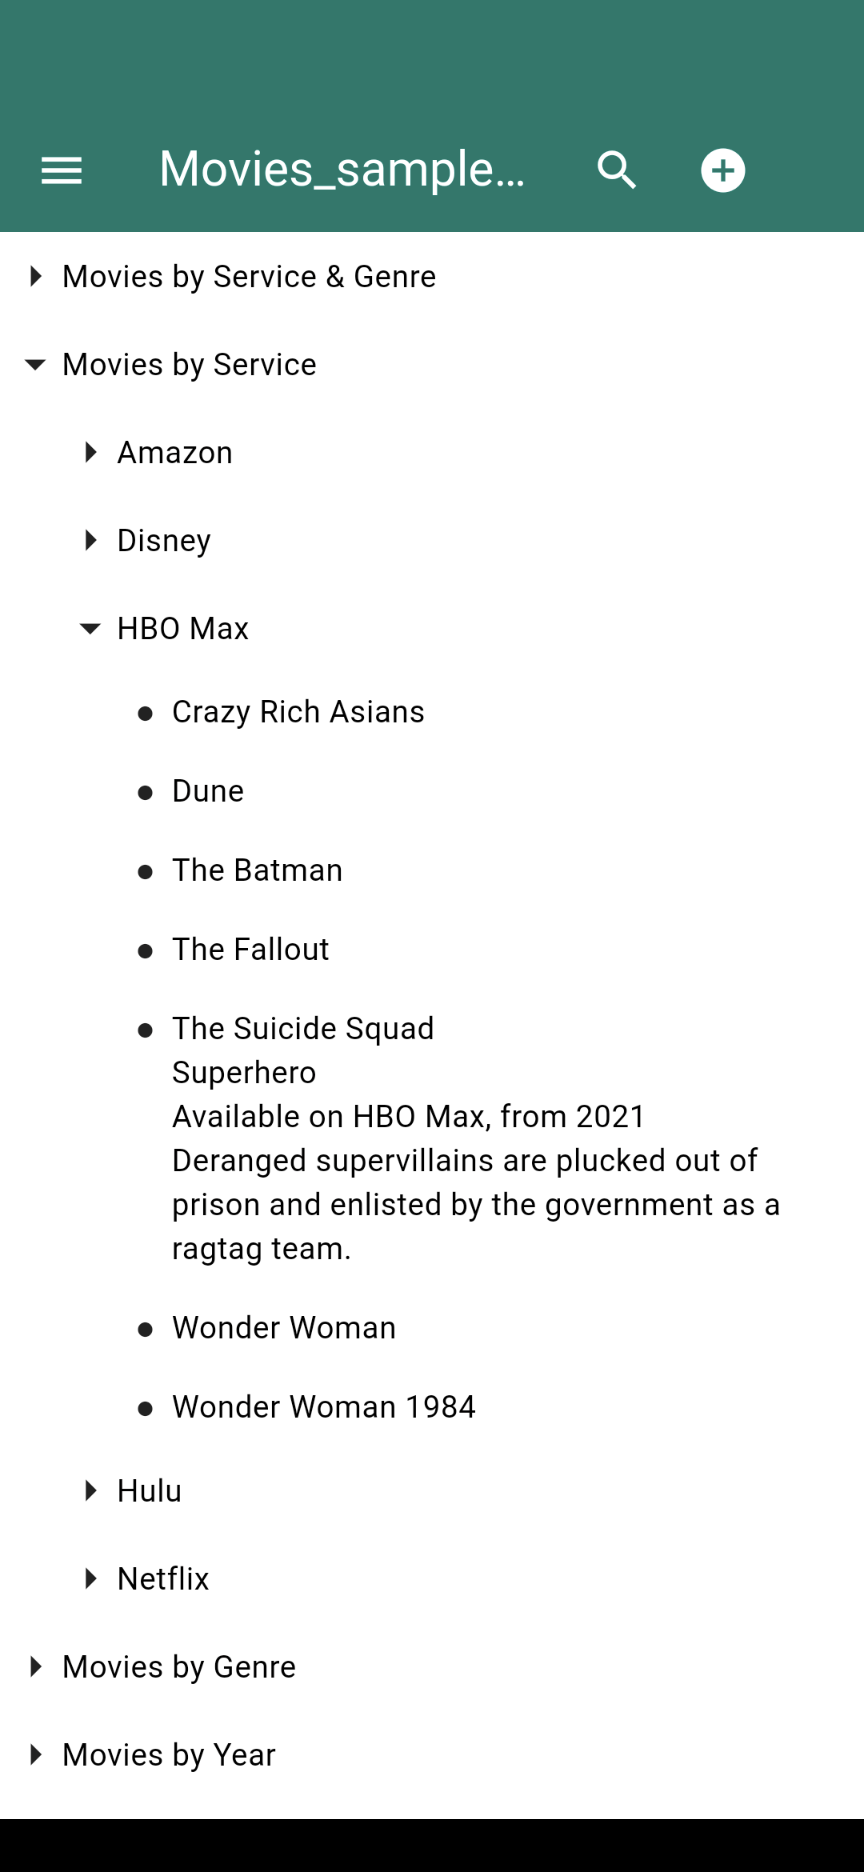 Movies_sample...
Movies by Service & Genre
Movies by Service
Amazon
Disney
HBO Max
Crazy Rich Asians
Dune
The Batman
The Fallout
The Suicide Squad
Superhero
Available on HBO Max, from 2021
Deranged supervillains are plucked out of
prison and enlisted by the government as a
ragtag team.
Wonder Woman
Wonder Woman 1984
Hulu
Netflix
Movies by Genre
Movies by Year